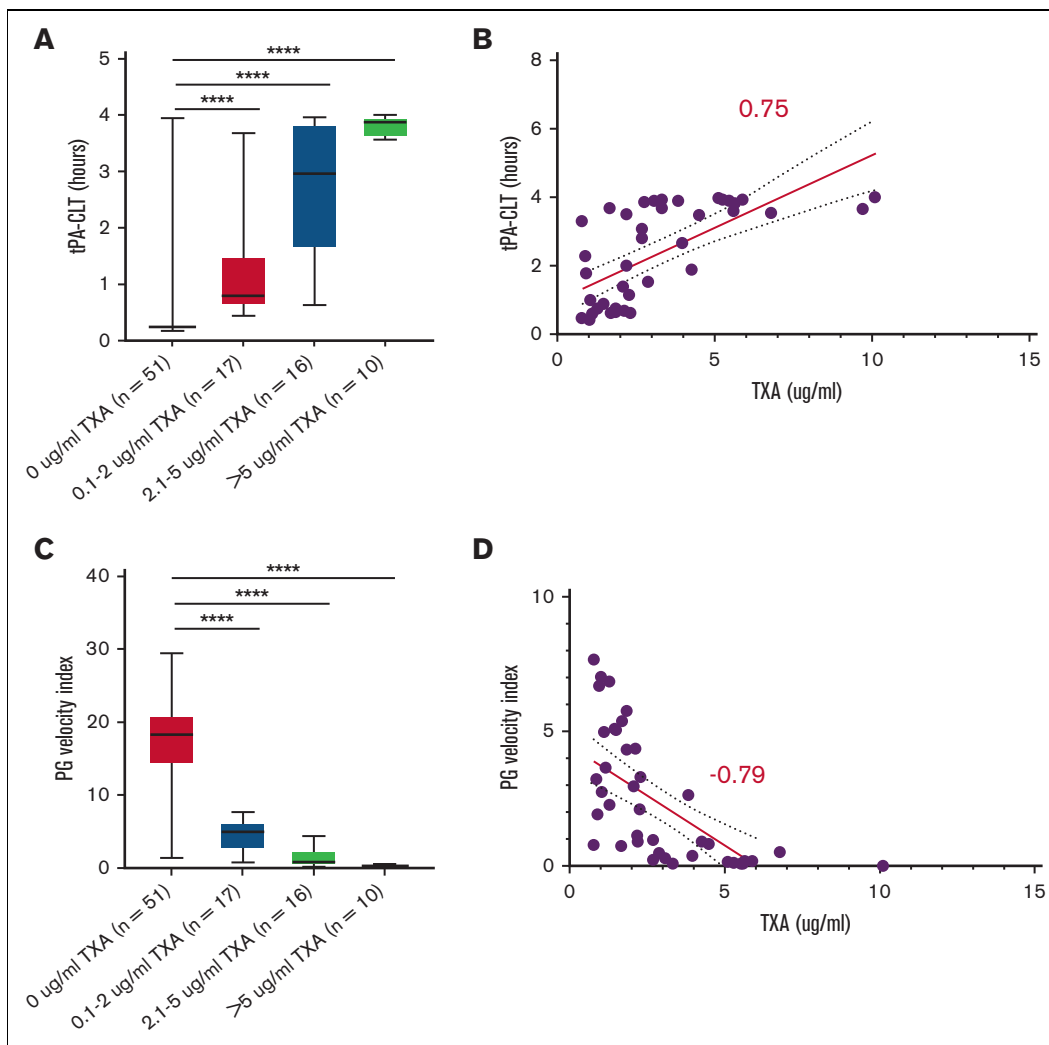 A
tPA-CLT (hours)
5
4
3
2
1
0
****
****
****
0 ug/ml TXA (n = 51)
0.1-2 ug/ml TXA (n = 17)
2.1-5 ug/ml TXA (n = 16)
>5 ug/ml TXA (n = 10)
B
tPA-CLT (hours)
8
6
4
2
0
0.75
0 5 10 15
TXA (ug/ml)
C
PG velocity index
40
30
20
10
0
****
****
****
0 ug/ml TXA (n = 51)
0.1-2 ug/ml TXA (n = 17)
2.1-5 ug/ml TXA (n = 16)
>5 ug/ml TXA (n = 10)
D
PG velocity index
10
5
0
-0.79
0 5 10 15
TXA (ug/ml)